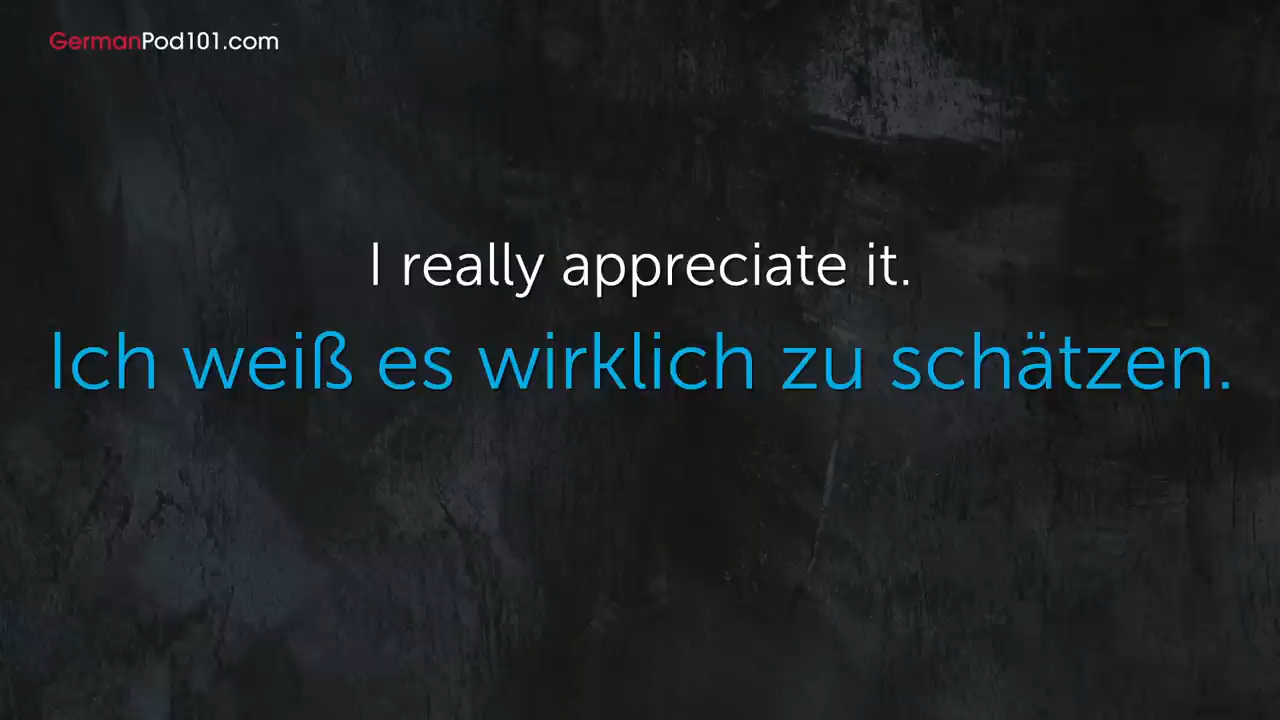 GermanPod101.com
I really appreciate it.
Ich weiß es wirklich zu schätzen.